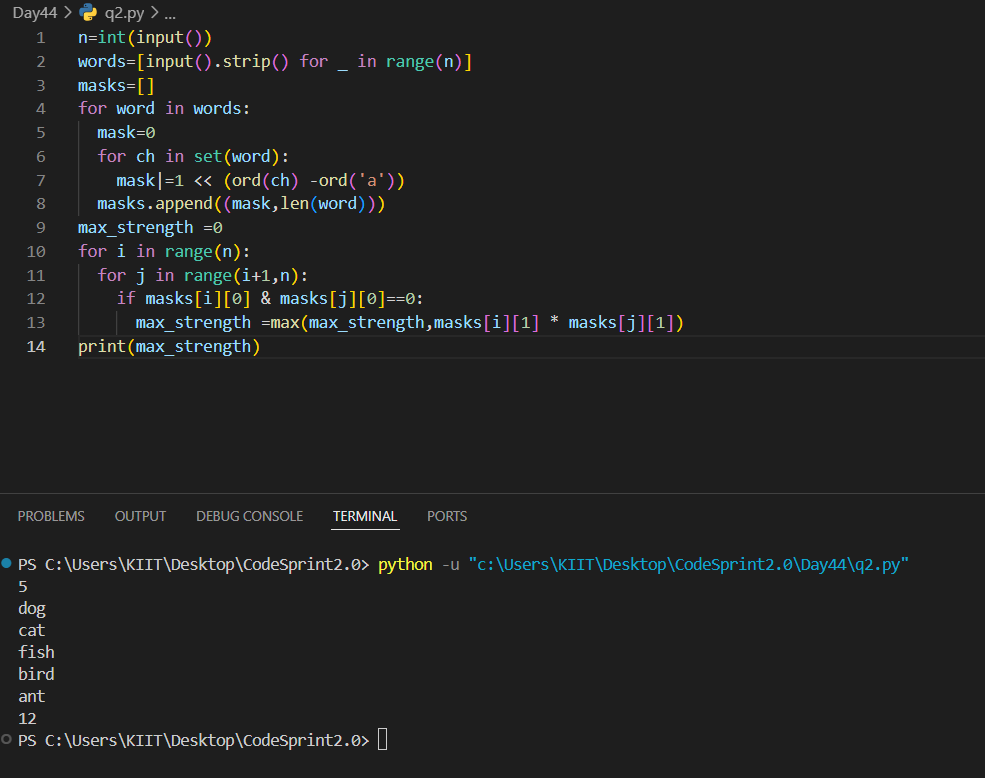 Day44 > q2.py > ...
1 n=int(input())
2 words=[input().strip() for _ in range(n)]
3 masks=[]
4 for word in words:
5   mask=0
6   for ch in set(word):
7     mask|=1 << (ord(ch) -ord('a'))
8   masks.append((mask,len(word)))
9 max_strength =0
10 for i in range(n):
11   for j in range(i+1,n):
12     if masks[i][0] & masks[j][0]==0:
13       max_strength =max(max_strength,masks[i][1] * masks[j][1])
14 print(max_strength)
PROBLEMS OUTPUT DEBUG CONSOLE TERMINAL PORTS
PS C:\Users\KIIT\Desktop\CodeSprint2.0> python -u "c:\Users\KIIT\Desktop\CodeSprint2.0\Day44\q2.py"
5
dog
cat
fish
bird
ant
12
PS C:\Users\KIIT\Desktop\CodeSprint2.0>